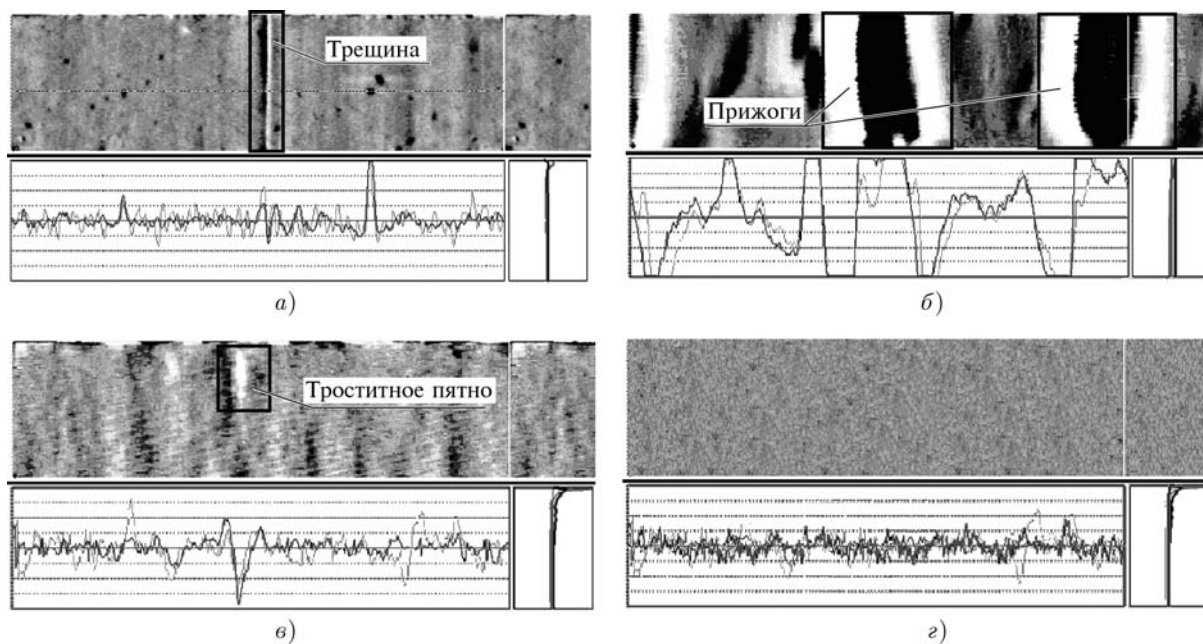 Трещина
Прижоги
а)
б)
Троститное пятно
в)
г)